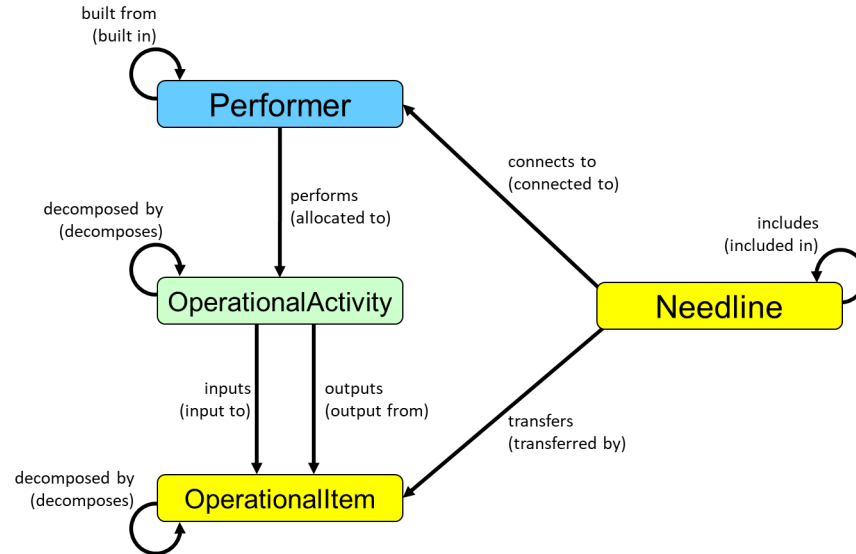 built from
(built in)
Performer
performs
(allocated to)
connects to
(connected to)
decomposed by
(decomposes)
OperationalActivity
includes
(included in)
Needline
inputs
(input to)
outputs
(output from)
transfers
(transferred by)
decomposed by
(decomposes)
OperationalItem